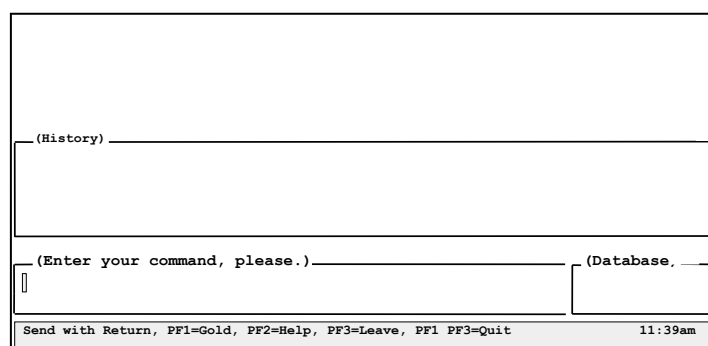 (History)
(Enter your command, please.) (Database,
Send with Return, PF1=Gold, PF2=Help, PF3=Leave, PF1 PF3=Quit 11:39am